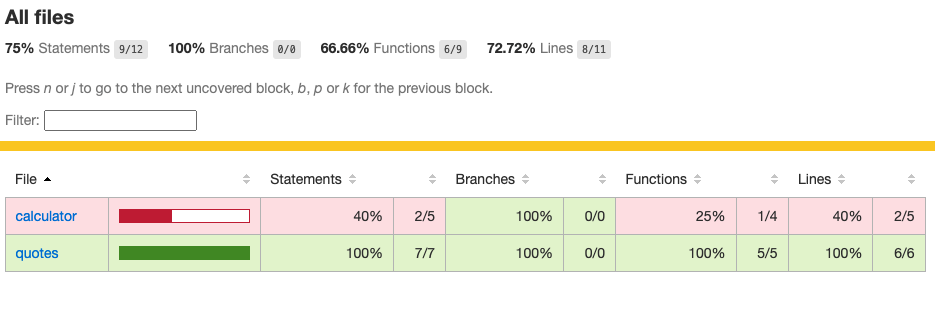 All files
75% Statements 9/12 100% Branches 0/0 66.66% Functions 6/9 72.72% Lines 8/11
Press n or j to go to the next uncovered block, b, p or k for the previous block.
Filter:
File Statements Branches Functions Lines
calculator 40% 2/5 100% 0/0 25% 1/4 40% 2/5
quotes 100% 7/7 100% 0/0 100% 5/5 100% 6/6